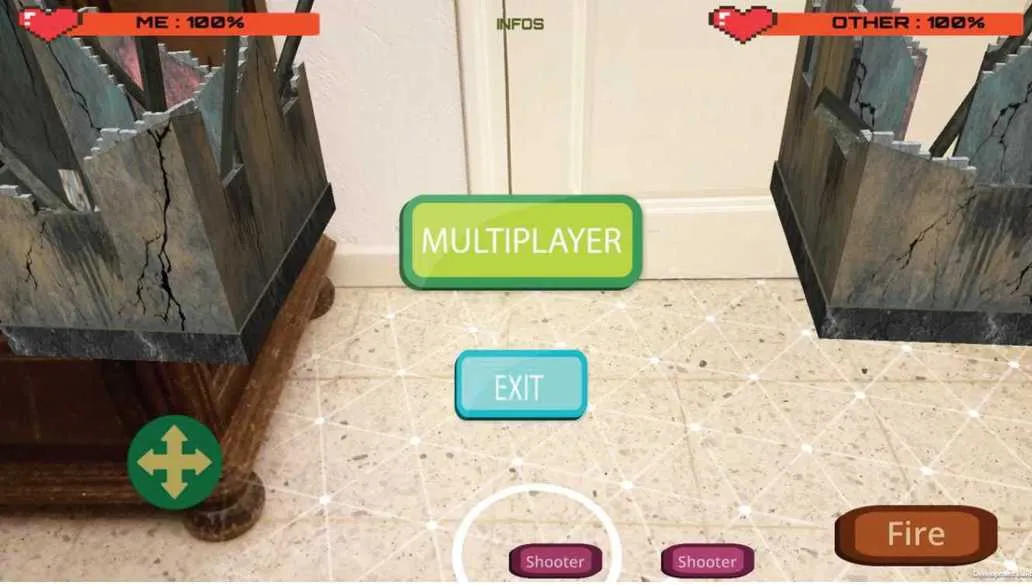 ME : 100%
INFOS
OTHER : 100%
MULTIPLAYER
EXIT
Fire
Shooter
Shooter